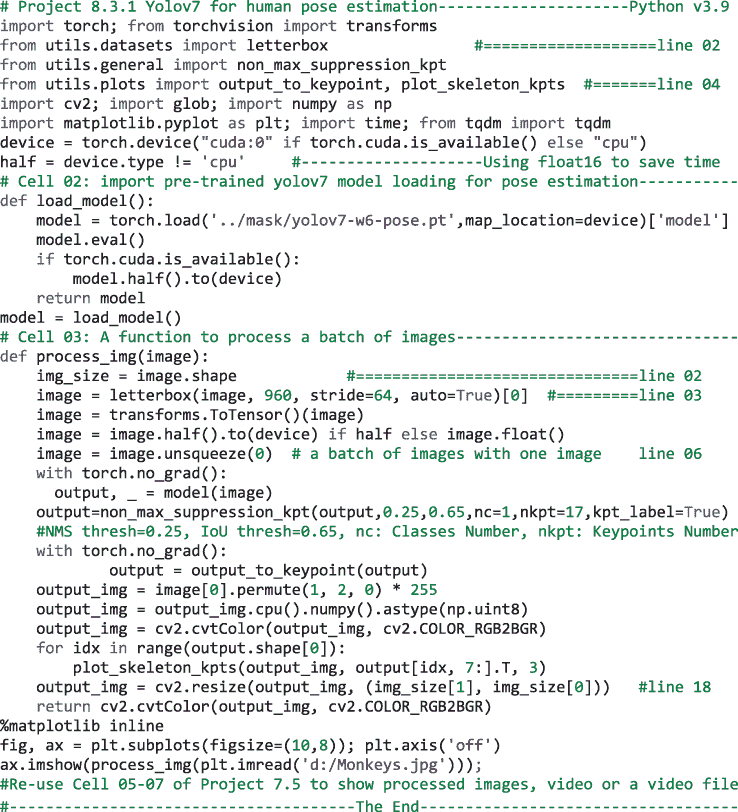 # Project 8.3.1 Yolov7 for human pose estimation----------------------Python v3.9
import torch; from torchvision import transforms
from utils.datasets import letterbox                 #====================line 02
from utils.general import non_max_suppression_kpt
from utils.plots import output_to_keypoint, plot_skeleton_kpts  #=======line 04
import cv2; import glob; import numpy as np
import matplotlib.pyplot as plt; import time; from tqdm import tqdm
device = torch.device("cuda:0" if torch.cuda.is_available() else "cpu")
half = device.type != 'cpu'     #--------------------Using float16 to save time
# Cell 02: import pre-trained yolov7 model loading for pose estimation-----------
def load_model():
    model = torch.load('../mask/yolov7-w6-pose.pt',map_location=device)['model']
    model.eval()
    if torch.cuda.is_available():
        model.half().to(device)
    return model
model = load_model()
# Cell 03: A function to process a batch of images-------------------------------
def process_img(image):
    img_size = image.shape            #===============================line 02
    image = letterbox(image, 960, stride=64, auto=True)[0]  #=========line 03
    image = transforms.ToTensor()(image)
    image = image.half().to(device) if half else image.float()
    image = image.unsqueeze(0)  # a batch of images with one image    line 06
    with torch.no_grad():
      output, _ = model(image)
    output=non_max_suppression_kpt(output,0.25,0.65,nc=1,nkpt=17,kpt_label=True)
    #NMS thresh=0.25, IoU thresh=0.65, nc: Classes Number, nkpt: Keypoints Number
    with torch.no_grad():
            output = output_to_keypoint(output)
    output_img = image[0].permute(1, 2, 0) * 255
    output_img = output_img.cpu().numpy().astype(np.uint8)
    output_img = cv2.cvtColor(output_img, cv2.COLOR_RGB2BGR)
    for idx in range(output.shape[0]):
        plot_skeleton_kpts(output_img, output[idx, 7:].T, 3)
    output_img = cv2.resize(output_img, (img_size[1], img_size[0]))   #line 18
    return cv2.cvtColor(output_img, cv2.COLOR_RGB2BGR)
%matplotlib inline
fig, ax = plt.subplots(figsize=(10,8)); plt.axis('off')
ax.imshow(process_img(plt.imread('d:/Monkeys.jpg')));
#Re-use Cell 05-07 of Project 7.5 to show processed images, video or a video file
#--------------------------------------The End-----------------------------------